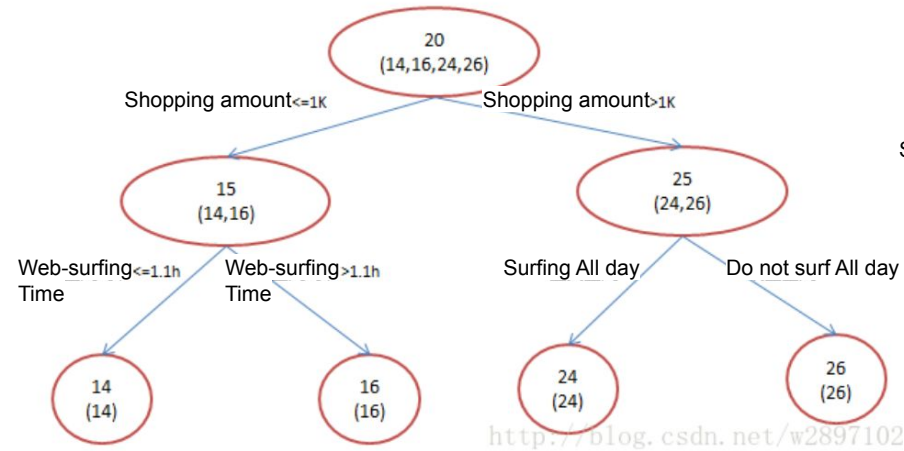 20
(14,16,24,26)
Shopping amount<=1K
Shopping amount>1K
S
15
(14,16)
25
(24,26)
Web-surfing<=1.1h
Time
Web-surfing>1.1h
Time
Surfing All day
Do not surf All day
14
(14)
16
(16)
24
(24)
26
(26)
http://blog.csdn.net/w2897102